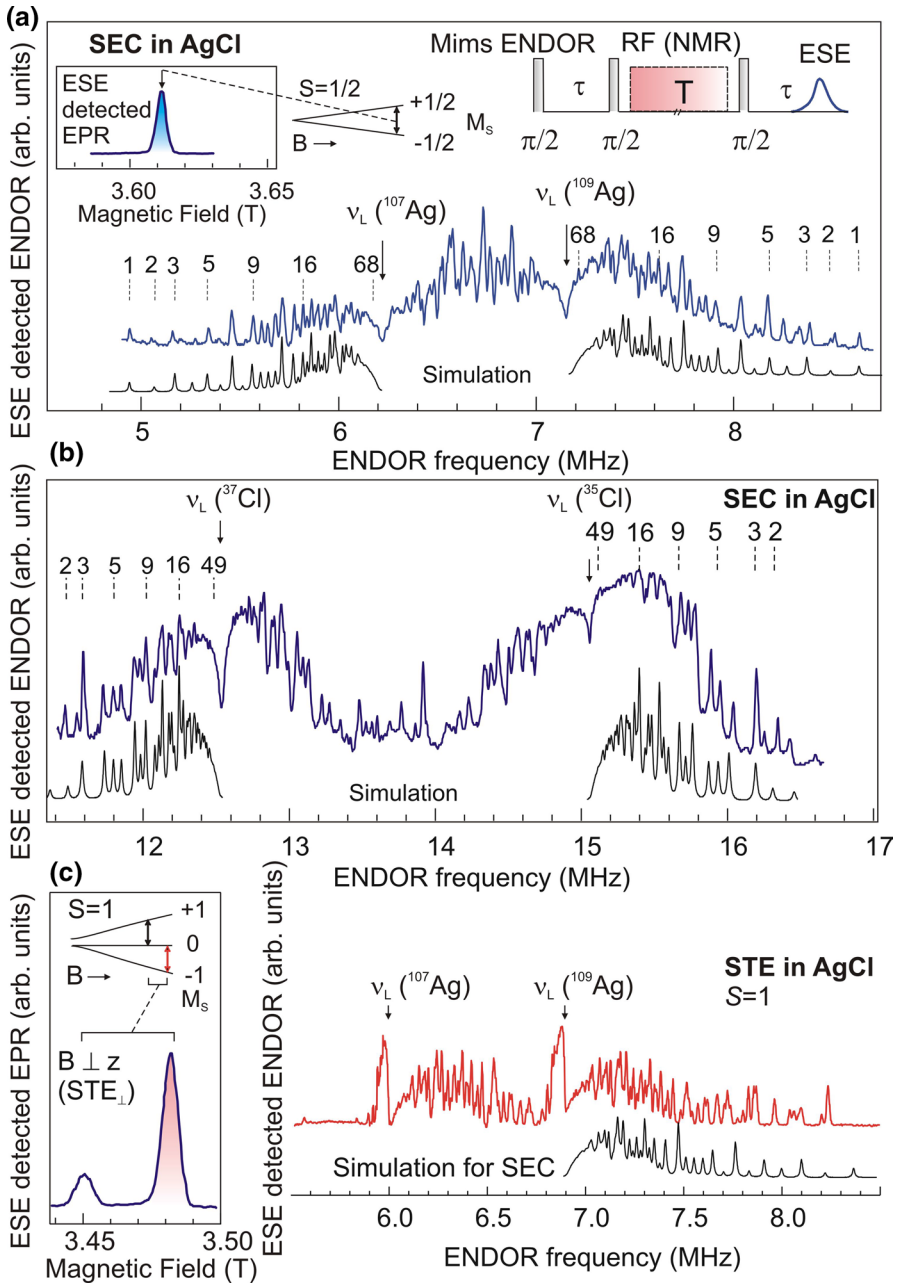 (a)
SEC in AgCl
ESE detected EPR
3.60 3.65
Magnetic Field (T)
S=1/2
+1/2
-1/2
M_S
B →
Mims ENDOR RF (NMR) ESE
τ T τ
π/2 π/2 π/2
ν_L (¹⁰⁷Ag)
ν_L (¹⁰⁹Ag)
1 2 3 5 9 16 68
68 16 9 5 3 2 1
Simulation
5 6 7 8
ENDOR frequency (MHz)
ESE detected ENDOR (arb. units)
(b)
ν_L (³⁷Cl)
ν_L (³⁵Cl)
SEC in AgCl
2 3 5 9 16 49
49 16 9 5 3 2
Simulation
12 13 14 15 16 17
ENDOR frequency (MHz)
ESE detected ENDOR (arb. units)
(c)
S=1
+1
0
-1
M_S
B →
B ⊥ z
(STE_⊥)
3.45 3.50
Magnetic Field (T)
ESE detected EPR (arb. units)
STE in AgCl
S=1
ν_L (¹⁰⁷Ag)
ν_L (¹⁰⁹Ag)
Simulation for SEC
6.0 6.5 7.0 7.5 8.0
ENDOR frequency (MHz)
ESE detected ENDOR (arb. units)